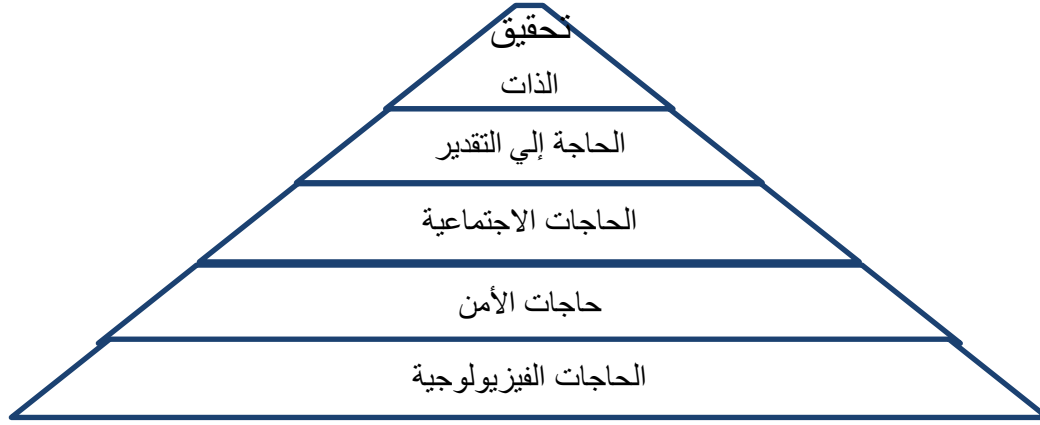 تحقيق
الذات
الحاجة إلي التقدير
الحاجات الاجتماعية
حاجات الأمن
الحاجات الفيزيولوجية